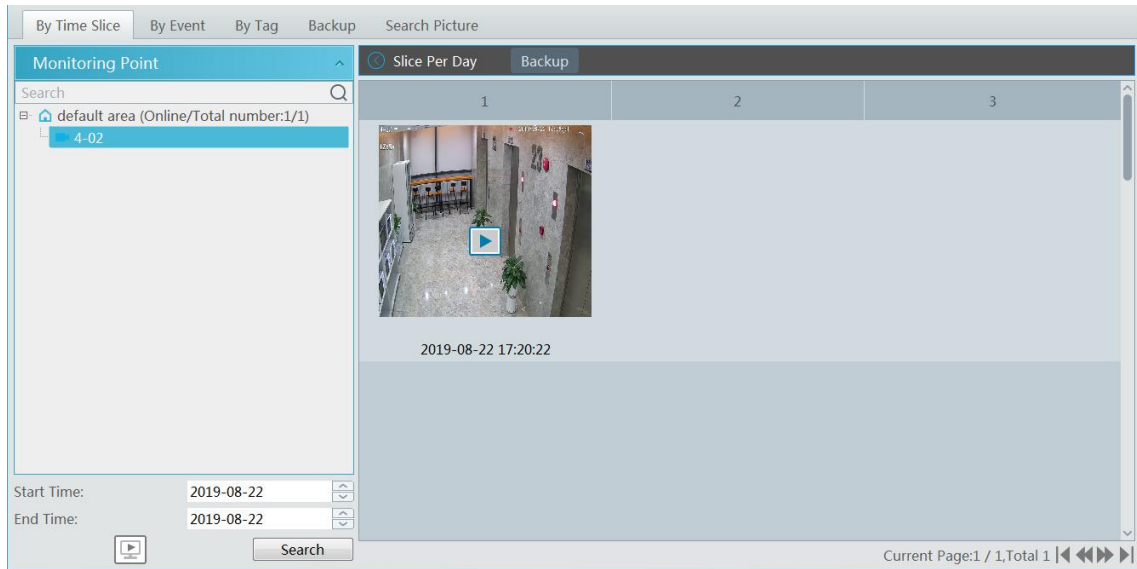 By Time Slice By Event By Tag Backup Search Picture
Monitoring Point
Slice Per Day Backup
Search
1 2 3
default area (Online/Total number:1/1)
4-02
23
2019-08-22 17:20:22
Start Time: 2019-08-22
End Time: 2019-08-22
Search
Current Page:1 / 1,Total 1